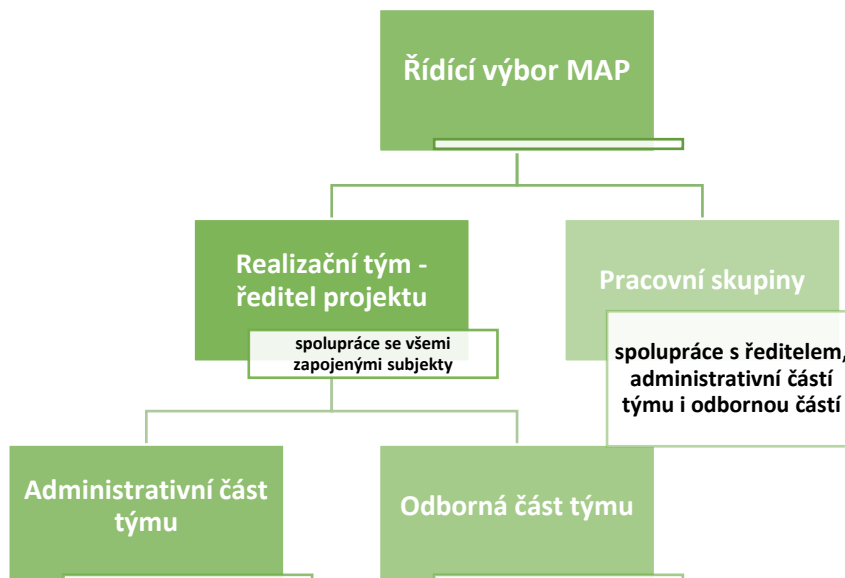 Řídící výbor MAP
Realizační tým -
ředitel projektu
spolupráce se všemi
zapojenými subjekty
Pracovní skupiny
spolupráce s ředitelem,
administrativní částí
týmu i odbornou částí
Administrativní část
týmu
Odborná část týmu